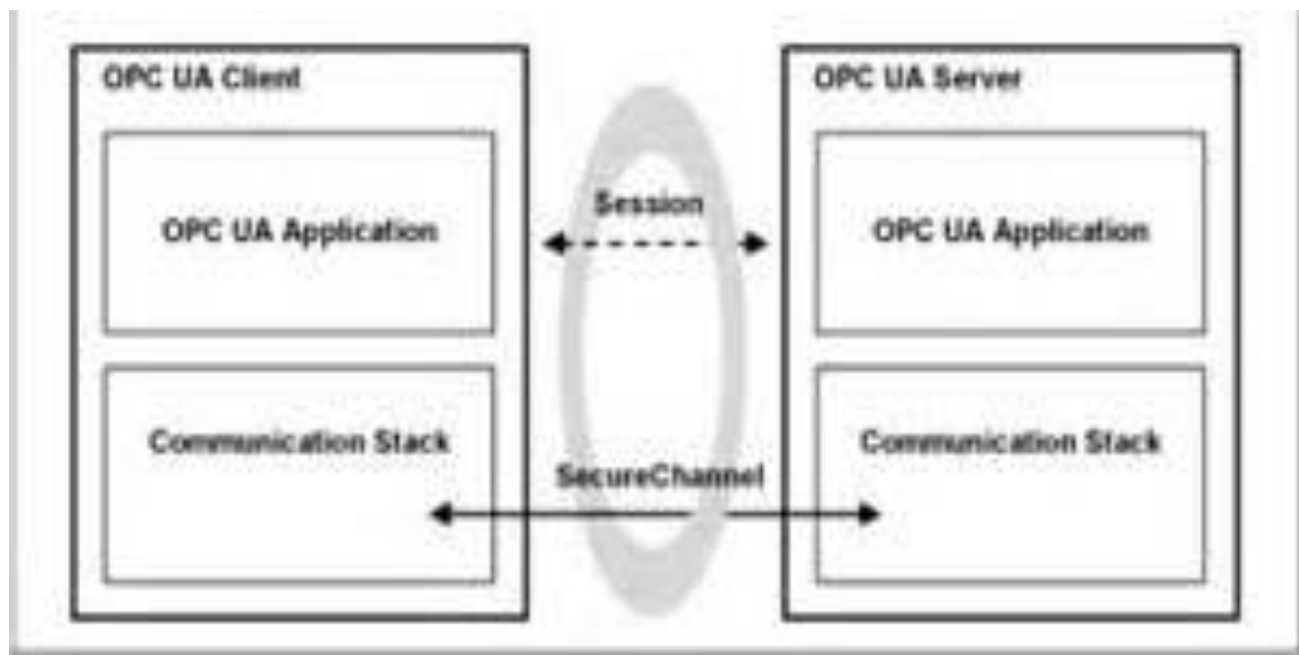 OPC UA Client
OPC UA Application
Communication Stack
Session
SecureChannel
OPC UA Server
OPC UA Application
Communication Stack